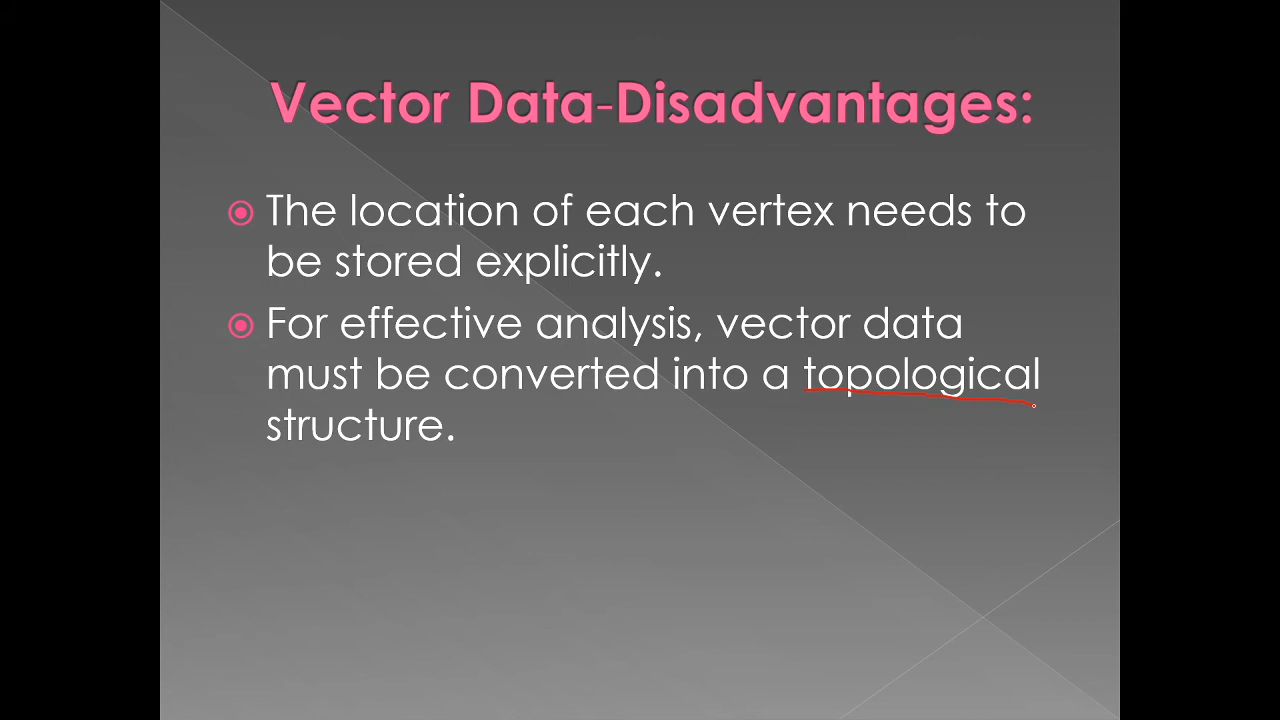 Vector Data-Disadvantages:
The location of each vertex needs to
be stored explicitly.
For effective analysis, vector data
must be converted into a topological
structure.